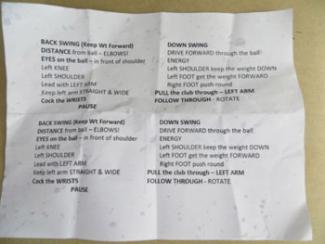 BACK SWING (Keep Wt Forward)
DISTANCE from ball – ELBOWS!
EYES on the ball – in front of shoulder
Left KNEE
Left SHOULDER
Lead with LEFT ARM
Keep left arm STRAIGHT & WIDE
Cock the WRISTS
PAUSE
DOWN SWING
DRIVE FORWARD through the ball
ENERGY
Left SHOULDER keep the weight DOWN
Left FOOT get the weight FORWARD
Right FOOT push round
PULL the club through – LEFT ARM
FOLLOW THROUGH - ROTATE
BACK SWING (Keep Wt Forward)
DISTANCE from ball – ELBOWS!
EYES on the ball – in front of shoulder
Left KNEE
Left SHOULDER
Lead with LEFT ARM
Keep left arm STRAIGHT & WIDE
Cock the WRISTS
PAUSE
DOWN SWING
DRIVE FORWARD through the ball
ENERGY
Left SHOULDER keep the weight DOWN
Left FOOT get the weight FORWARD
Right FOOT push round
PULL the club through – LEFT ARM
FOLLOW THROUGH - ROTATE